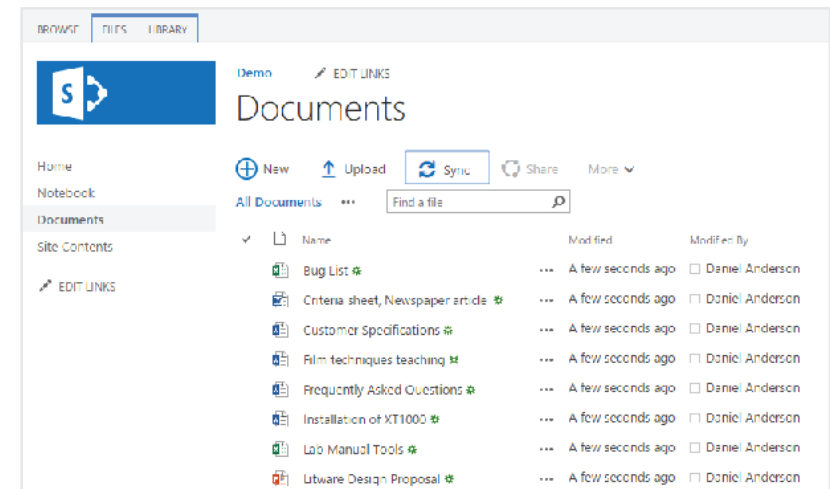 BROWSE FILES LIBRARY
S
Demo EDIT LINKS
Documents
Home
Notebook
Documents
Site Contents
EDIT LINKS
New Upload Sync Share More
All Documents ••• Find a file
Name Modified Modified By
Bug List ••• A few seconds ago Daniel Anderson
Criteria sheet, Newspaper article ••• A few seconds ago Daniel Anderson
Customer Specifications ••• A few seconds ago Daniel Anderson
Film techniques teaching ••• A few seconds ago Daniel Anderson
Frequently Asked Questions ••• A few seconds ago Daniel Anderson
Installation of XT1000 ••• A few seconds ago Daniel Anderson
Lab Manual Tools ••• A few seconds ago Daniel Anderson
Litware Design Proposal ••• A few seconds ago Daniel Anderson